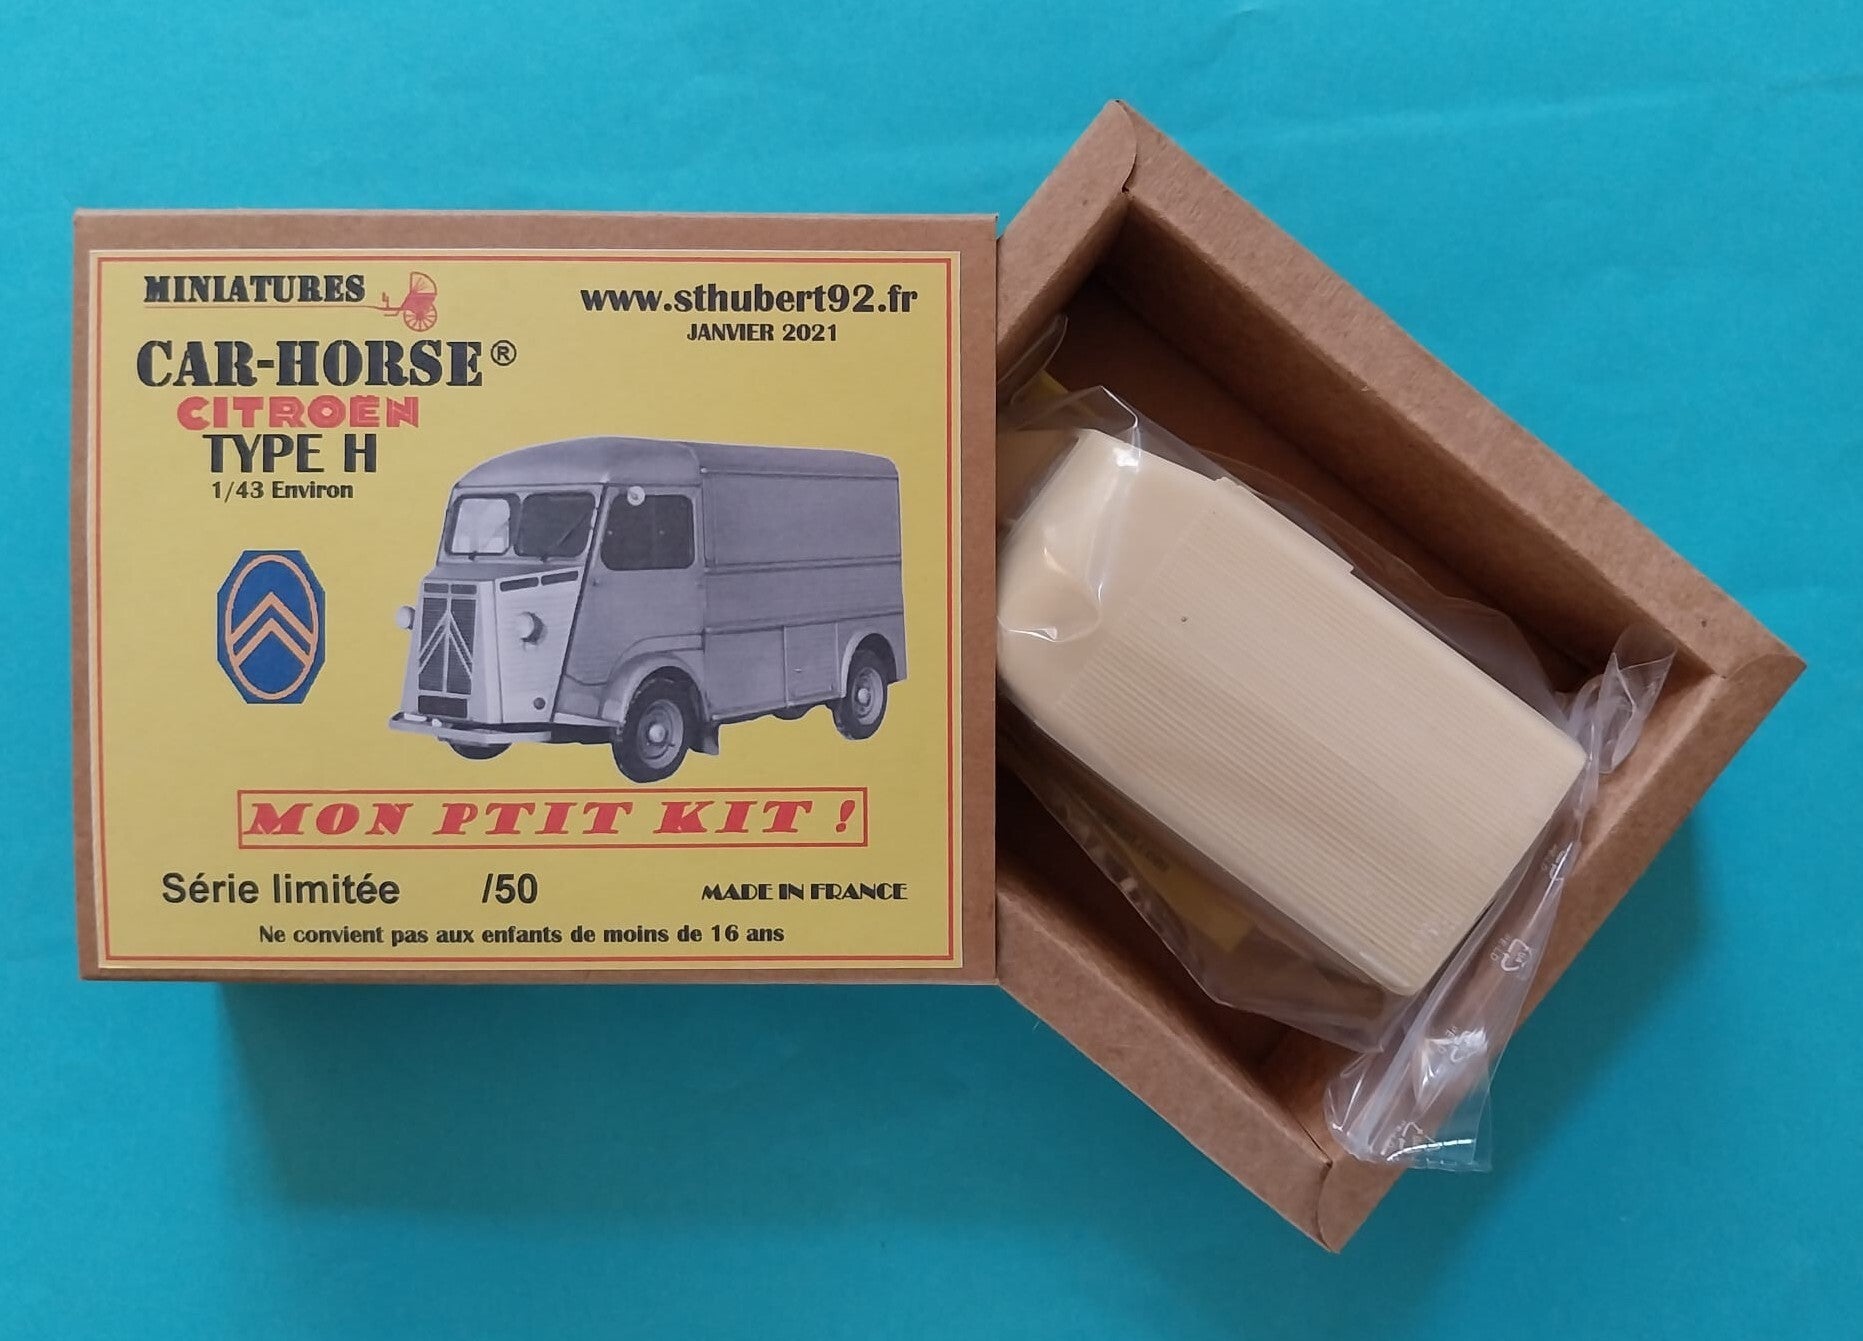 MINIATURES
CAR-HORSE®
CITROËN
TYPE H
1/43 Environ
www.sthubert92.fr
JANVIER 2021
MON PTIT KIT !
Série limitée /50
MADE IN FRANCE
Ne convient pas aux enfants de moins de 16 ans